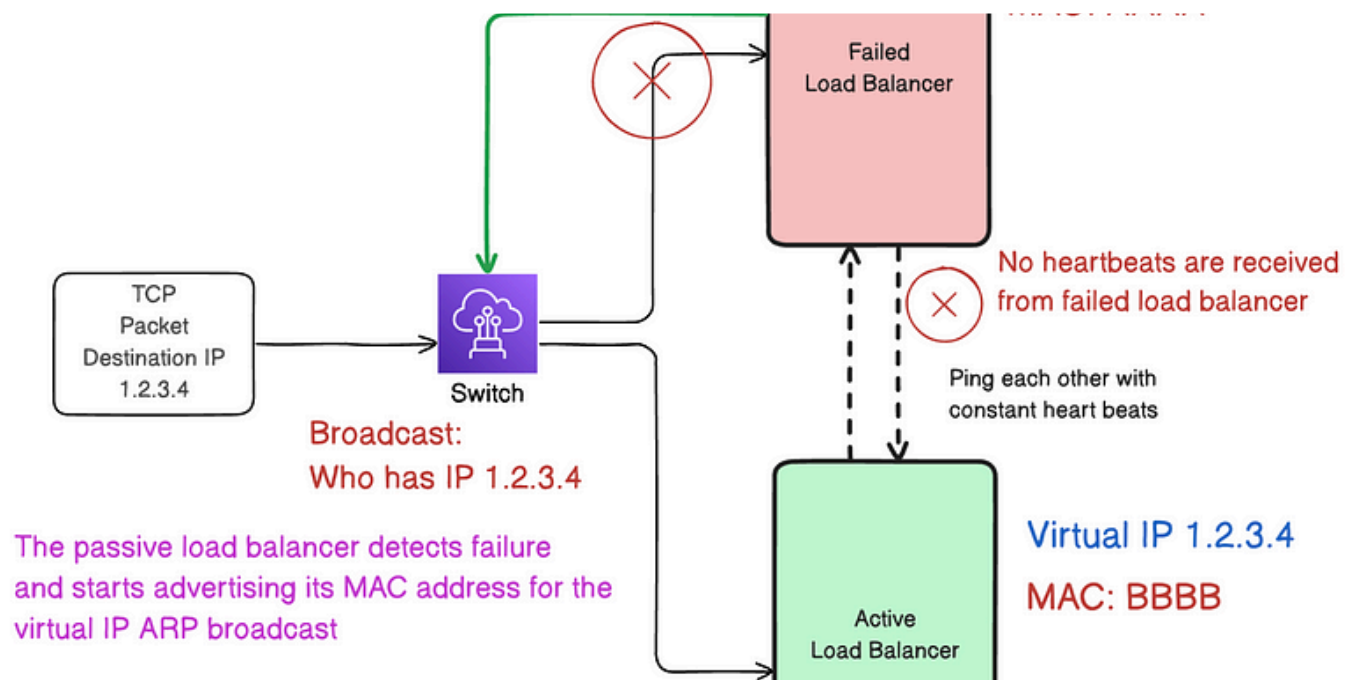 Failed
Load Balancer
No heartbeats are received
from failed load balancer
TCP
Packet
Destination IP
1.2.3.4
Switch
Ping each other with
constant heart beats
Broadcast:
Who has IP 1.2.3.4
The passive load balancer detects failure
and starts advertising its MAC address for the
virtual IP ARP broadcast
Virtual IP 1.2.3.4
MAC: BBBB
Active
Load Balancer